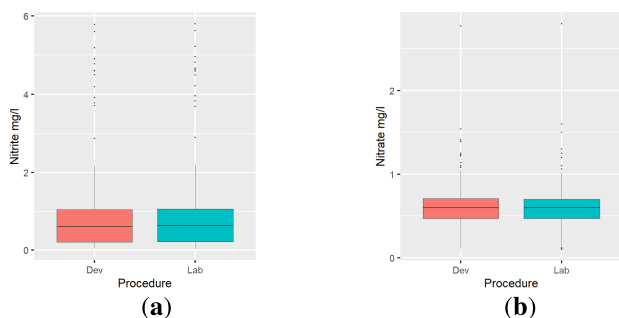 6
4
2
0
Nitrite mg/l
Dev
Lab
Procedure
(a)
2
1
0
Nitrate mg/l
Dev
Lab
Procedure
(b)